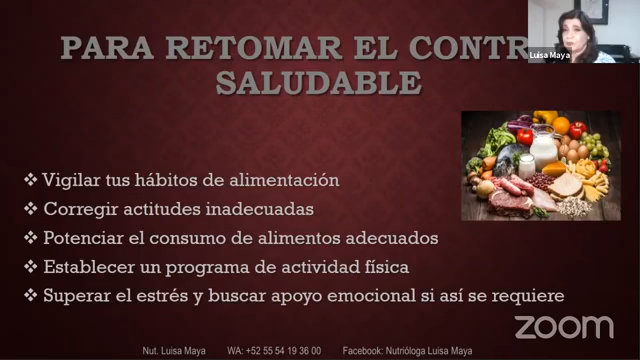 PARA RETOMAR EL CONTR
SALUDABLE
Luisa Maya
❖ Vigilar tus hábitos de alimentación
❖ Corregir actitudes inadecuadas
❖ Potenciar el consumo de alimentos adecuados
❖ Establecer un programa de actividad física
❖ Superar el estrés y buscar apoyo emocional si así se requiere
zoom
Nut. Luisa Maya WA: +52 55 54 19 36 00 Facebook: Nutrióloga Luisa Maya